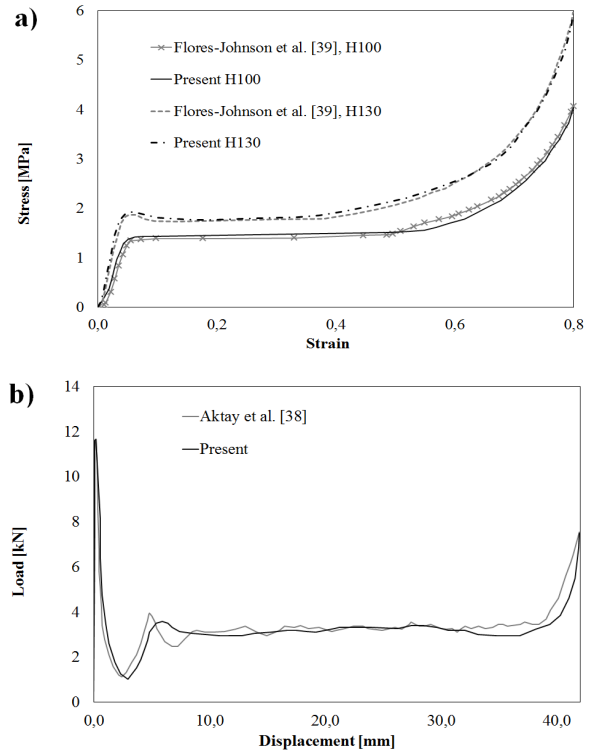 a)
6
5
4
3
2
1
0
Stress [MPa]
Flores-Johnson et al. [39], H100
Present H100
Flores-Johnson et al. [39], H130
Present H130
0,0 0,2 0,4 0,6 0,8
Strain
b)
14
12
10
8
6
4
2
0
Load [kN]
Aktay et al. [38]
Present
0,0 10,0 20,0 30,0 40,0
Displacement [mm]